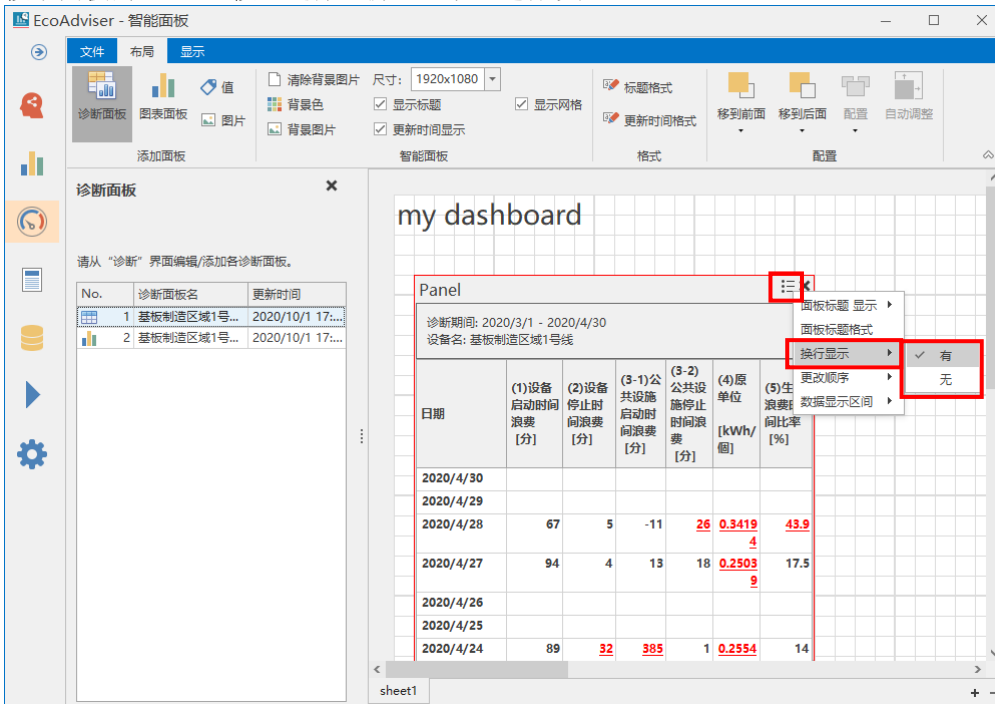 EcoAdviser - 智能面板
文件 布局 显示
诊断面板 图表面板 值 图片
清除背景图片
背景色
背景图片
尺寸: 1920x1080
显示标题 显示网格
更新时间显示
标题格式
更新时间格式
移到前面 移到后面 配置 自动调整
添加面板 智能面板 格式 配置
诊断面板
请从“诊断”界面编辑/添加各诊断面板。
No. 诊断面板名 更新时间
1 基板制造区域1号... 2020/10/1 17:...
2 基板制造区域1号... 2020/10/1 17:...
my dashboard
Panel
诊断期间: 2020/3/1 - 2020/4/30
设备名: 基板制造区域1号线
面板标题 显示
面板标题格式
换行显示
更改顺序
数据显示区间
有
无
日期
(1)设备
启动时间
浪费
[分]
(2)设备
停止时
间浪费
[分]
(3-1)公
共设施
启动时
间浪费
[分]
(3-2)
公共设
施停止
时间浪
费
[分]
(4)原
单位
[kWh/
個]
(5)生
浪费
间比率
[%]
2020/4/30
2020/4/29
2020/4/28 67 5 -11 26 0.3419
4 43.9
2020/4/27 94 4 13 18 0.2503
9 17.5
2020/4/26
2020/4/25
2020/4/24 89 32 385 1 0.2554 14
sheet1